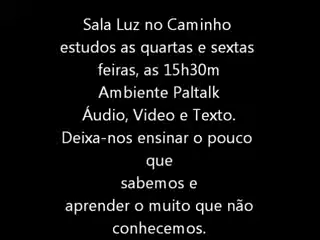 Sala Luz no Caminho
estudos as quartas e sextas
feiras, as 15h30m
Ambiente Paltalk
Áudio, Video e Texto.
Deixa-nos ensinar o pouco
que
sabemos e
aprender o muito que não
conhecemos.